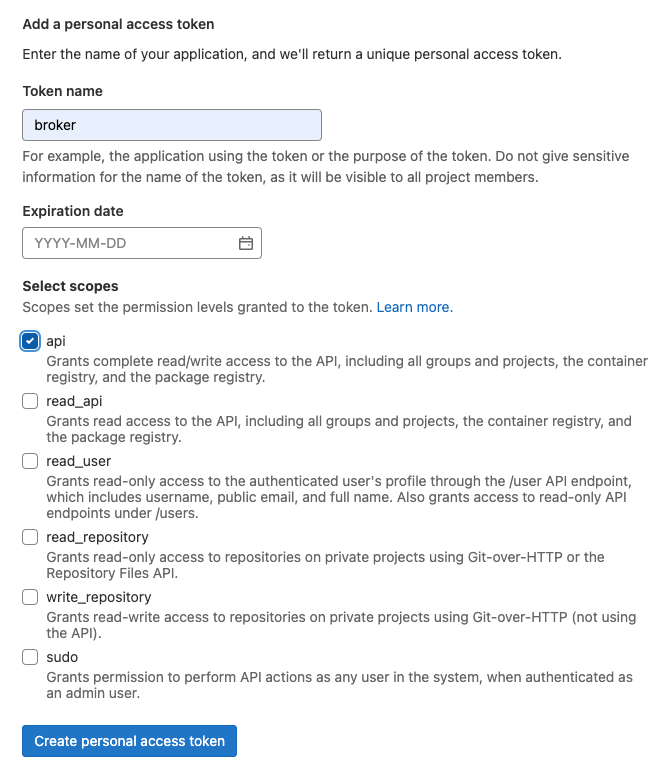 Add a personal access token
Enter the name of your application, and we'll return a unique personal access token.
Token name
broker
For example, the application using the token or the purpose of the token. Do not give sensitive
information for the name of the token, as it will be visible to all project members.
Expiration date
YYYY-MM-DD
Select scopes
Scopes set the permission levels granted to the token. Learn more.
api
Grants complete read/write access to the API, including all groups and projects, the container
registry, and the package registry.
read_api
Grants read access to the API, including all groups and projects, the container registry, and
the package registry.
read_user
Grants read-only access to the authenticated user's profile through the /user API endpoint,
which includes username, public email, and full name. Also grants access to read-only API
endpoints under /users.
read_repository
Grants read-only access to repositories on private projects using Git-over-HTTP or the
Repository Files API.
write_repository
Grants read-write access to repositories on private projects using Git-over-HTTP (not using
the API).
sudo
Grants permission to perform API actions as any user in the system, when authenticated as
an admin user.
Create personal access token